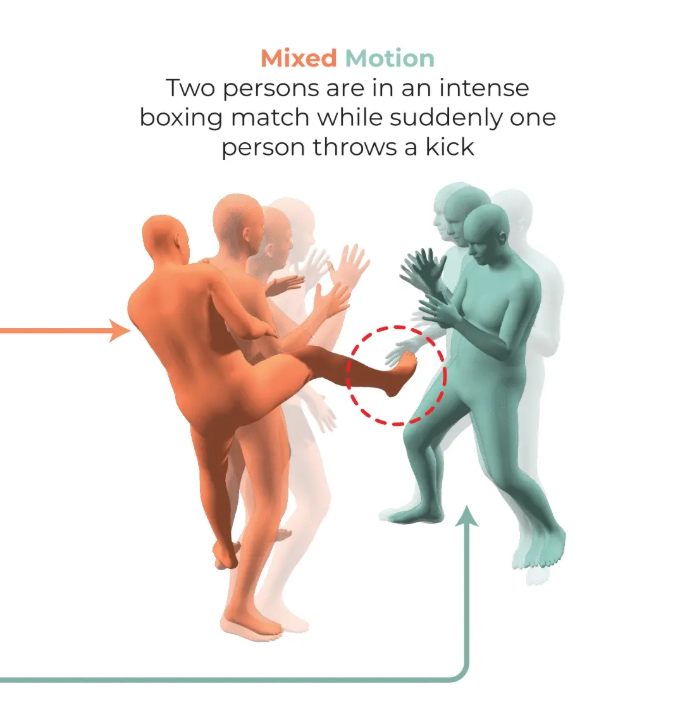 Mixed Motion
Two persons are in an intense
boxing match while suddenly one
person throws a kick